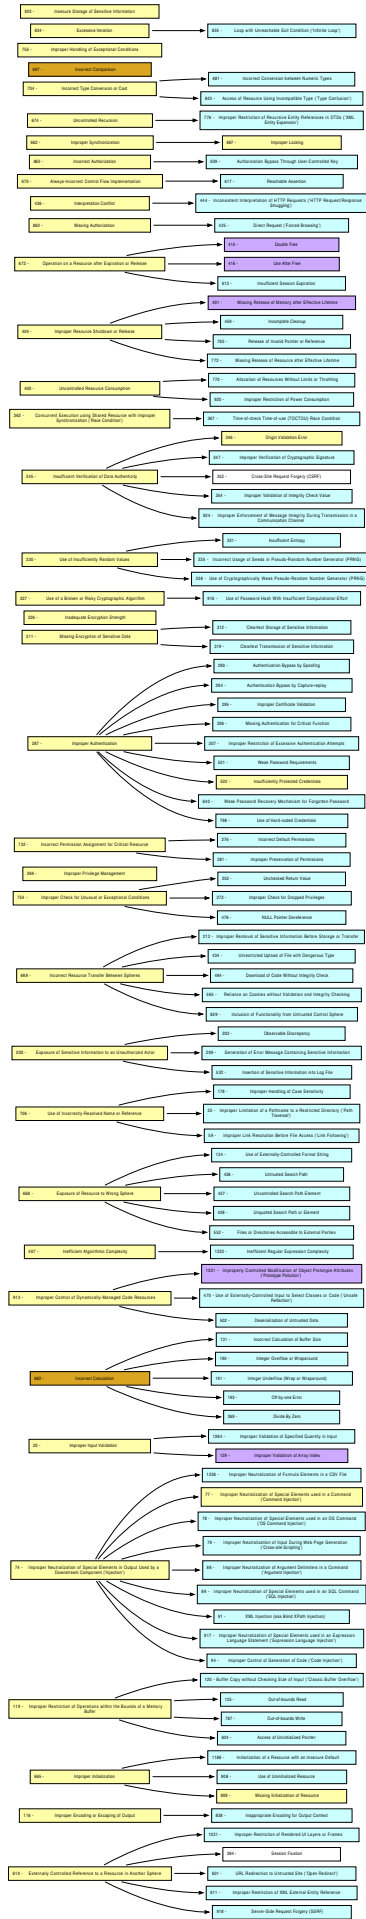 922 - Insecure Storage of Sensitive Information
834 - Excessive Iteration
835 - Loop with Unreachable Exit Condition ('Infinite Loop')
755 - Improper Handling of Exceptional Conditions
697 - Incorrect Comparison
704 - Incorrect Type Conversion or Cast
681 - Incorrect Conversion between Numeric Types
843 - Access of Resource Using Incompatible Type ('Type Confusion')
674 - Uncontrolled Recursion
776 - Improper Restriction of Recursive Entity References in DTDs ('XML
Entity Expansion')
662 - Improper Synchronization
667 - Improper Locking
863 - Incorrect Authorization
639 - Authorization Bypass Through User-Controlled Key
670 - Always-Incorrect Control Flow Implementation
617 - Reachable Assertion
436 - Interpretation Conflict
444 - Inconsistent Interpretation of HTTP Requests ('HTTP Request/Response
Smuggling')
862 - Missing Authorization
425 - Direct Request ('Forced Browsing')
672 - Operation on a Resource after Expiration or Release
415 - Double Free
416 - Use After Free
613 - Insufficient Session Expiration
404 - Improper Resource Shutdown or Release
401 - Missing Release of Memory after Effective Lifetime
459 - Incomplete Cleanup
763 - Release of Invalid Pointer or Reference
772 - Missing Release of Resource after Effective Lifetime
400 - Uncontrolled Resource Consumption
770 - Allocation of Resources Without Limits or Throttling
920 - Improper Restriction of Power Consumption
362 - Concurrent Execution using Shared Resource with Improper
Synchronization ('Race Condition')
367 - Time-of-check Time-of-use (TOCTOU) Race Condition
345 - Insufficient Verification of Data Authenticity
346 - Origin Validation Error
347 - Improper Verification of Cryptographic Signature
352 - Cross-Site Request Forgery (CSRF)
354 - Improper Validation of Integrity Check Value
924 - Improper Enforcement of Message Integrity During Transmission in a
Communication Channel
330 - Use of Insufficiently Random Values
331 - Insufficient Entropy
335 - Incorrect Usage of Seeds in Pseudo-Random Number Generator (PRNG)
338 - Use of Cryptographically Weak Pseudo-Random Number Generator (PRNG)
327 - Use of a Broken or Risky Cryptographic Algorithm
916 - Use of Password Hash With Insufficient Computational Effort
326 - Inadequate Encryption Strength
311 - Missing Encryption of Sensitive Data
312 - Cleartext Storage of Sensitive Information
319 - Cleartext Transmission of Sensitive Information
287 - Improper Authentication
290 - Authentication Bypass by Spoofing
294 - Authentication Bypass by Capture-replay
295 - Improper Certificate Validation
306 - Missing Authentication for Critical Function
307 - Improper Restriction of Excessive Authentication Attempts
521 - Weak Password Requirements
522 - Insufficiently Protected Credentials
640 - Weak Password Recovery Mechanism for Forgotten Password
798 - Use of Hard-coded Credentials
732 - Incorrect Permission Assignment for Critical Resource
276 - Incorrect Default Permissions
281 - Improper Preservation of Permissions
269 - Improper Privilege Management
754 - Improper Check for Unusual or Exceptional Conditions
252 - Unchecked Return Value
273 - Improper Check for Dropped Privileges
476 - NULL Pointer Dereference
669 - Incorrect Resource Transfer Between Spheres
212 - Improper Removal of Sensitive Information Before Storage or Transfer
434 - Unrestricted Upload of File with Dangerous Type
494 - Download of Code Without Integrity Check
565 - Reliance on Cookies without Validation and Integrity Checking
829 - Inclusion of Functionality from Untrusted Control Sphere
200 - Exposure of Sensitive Information to an Unauthorized Actor
203 - Observable Discrepancy
209 - Generation of Error Message Containing Sensitive Information
532 - Insertion of Sensitive Information into Log File
706 - Use of Incorrectly-Resolved Name or Reference
178 - Improper Handling of Case Sensitivity
22 - Improper Limitation of a Pathname to a Restricted Directory ('Path
Traversal')
59 - Improper Link Resolution Before File Access ('Link Following')
668 - Exposure of Resource to Wrong Sphere
134 - Use of Externally-Controlled Format String
426 - Untrusted Search Path
427 - Uncontrolled Search Path Element
428 - Unquoted Search Path or Element
552 - Files or Directories Accessible to External Parties
407 - Inefficient Algorithmic Complexity
1333 - Inefficient Regular Expression Complexity
913 - Improper Control of Dynamically-Managed Code Resources
1321 - Improperly Controlled Modification of Object Prototype Attributes
('Prototype Pollution')
470 - Use of Externally-Controlled Input to Select Classes or Code ('Unsafe
Reflection')
502 - Deserialization of Untrusted Data
682 - Incorrect Calculation
131 - Incorrect Calculation of Buffer Size
190 - Integer Overflow or Wraparound
191 - Integer Underflow (Wrap or Wraparound)
193 - Off-by-one Error
369 - Divide By Zero
20 - Improper Input Validation
1284 - Improper Validation of Specified Quantity in Input
129 - Improper Validation of Array Index
74 - Improper Neutralization of Special Elements in Output Used by a
Downstream Component ('Injection')
1236 - Improper Neutralization of Formula Elements in a CSV File
77 - Improper Neutralization of Special Elements used in a Command
('Command Injection')
78 - Improper Neutralization of Special Elements used in an OS Command
('OS Command Injection')
79 - Improper Neutralization of Input During Web Page Generation
('Cross-site Scripting')
88 - Improper Neutralization of Argument Delimiters in a Command
('Argument Injection')
89 - Improper Neutralization of Special Elements used in an SQL Command
('SQL Injection')
91 - XML Injection (aka Blind XPath Injection)
917 - Improper Neutralization of Special Elements used in an Expression
Language Statement ('Expression Language Injection')
94 - Improper Control of Generation of Code ('Code Injection')
119 - Improper Restriction of Operations within the Bounds of a Memory
Buffer
120 - Buffer Copy without Checking Size of Input ('Classic Buffer Overflow')
125 - Out-of-bounds Read
787 - Out-of-bounds Write
824 - Access of Uninitialized Pointer
665 - Improper Initialization
1188 - Initialization of a Resource with an Insecure Default
908 - Use of Uninitialized Resource
909 - Missing Initialization of Resource
116 - Improper Encoding or Escaping of Output
838 - Inappropriate Encoding for Output Context
610 - Externally Controlled Reference to a Resource in Another Sphere
1021 - Improper Restriction of Rendered UI Layers or Frames
384 - Session Fixation
601 - URL Redirection to Untrusted Site ('Open Redirect')
611 - Improper Restriction of XML External Entity Reference
918 - Server-Side Request Forgery (SSRF)